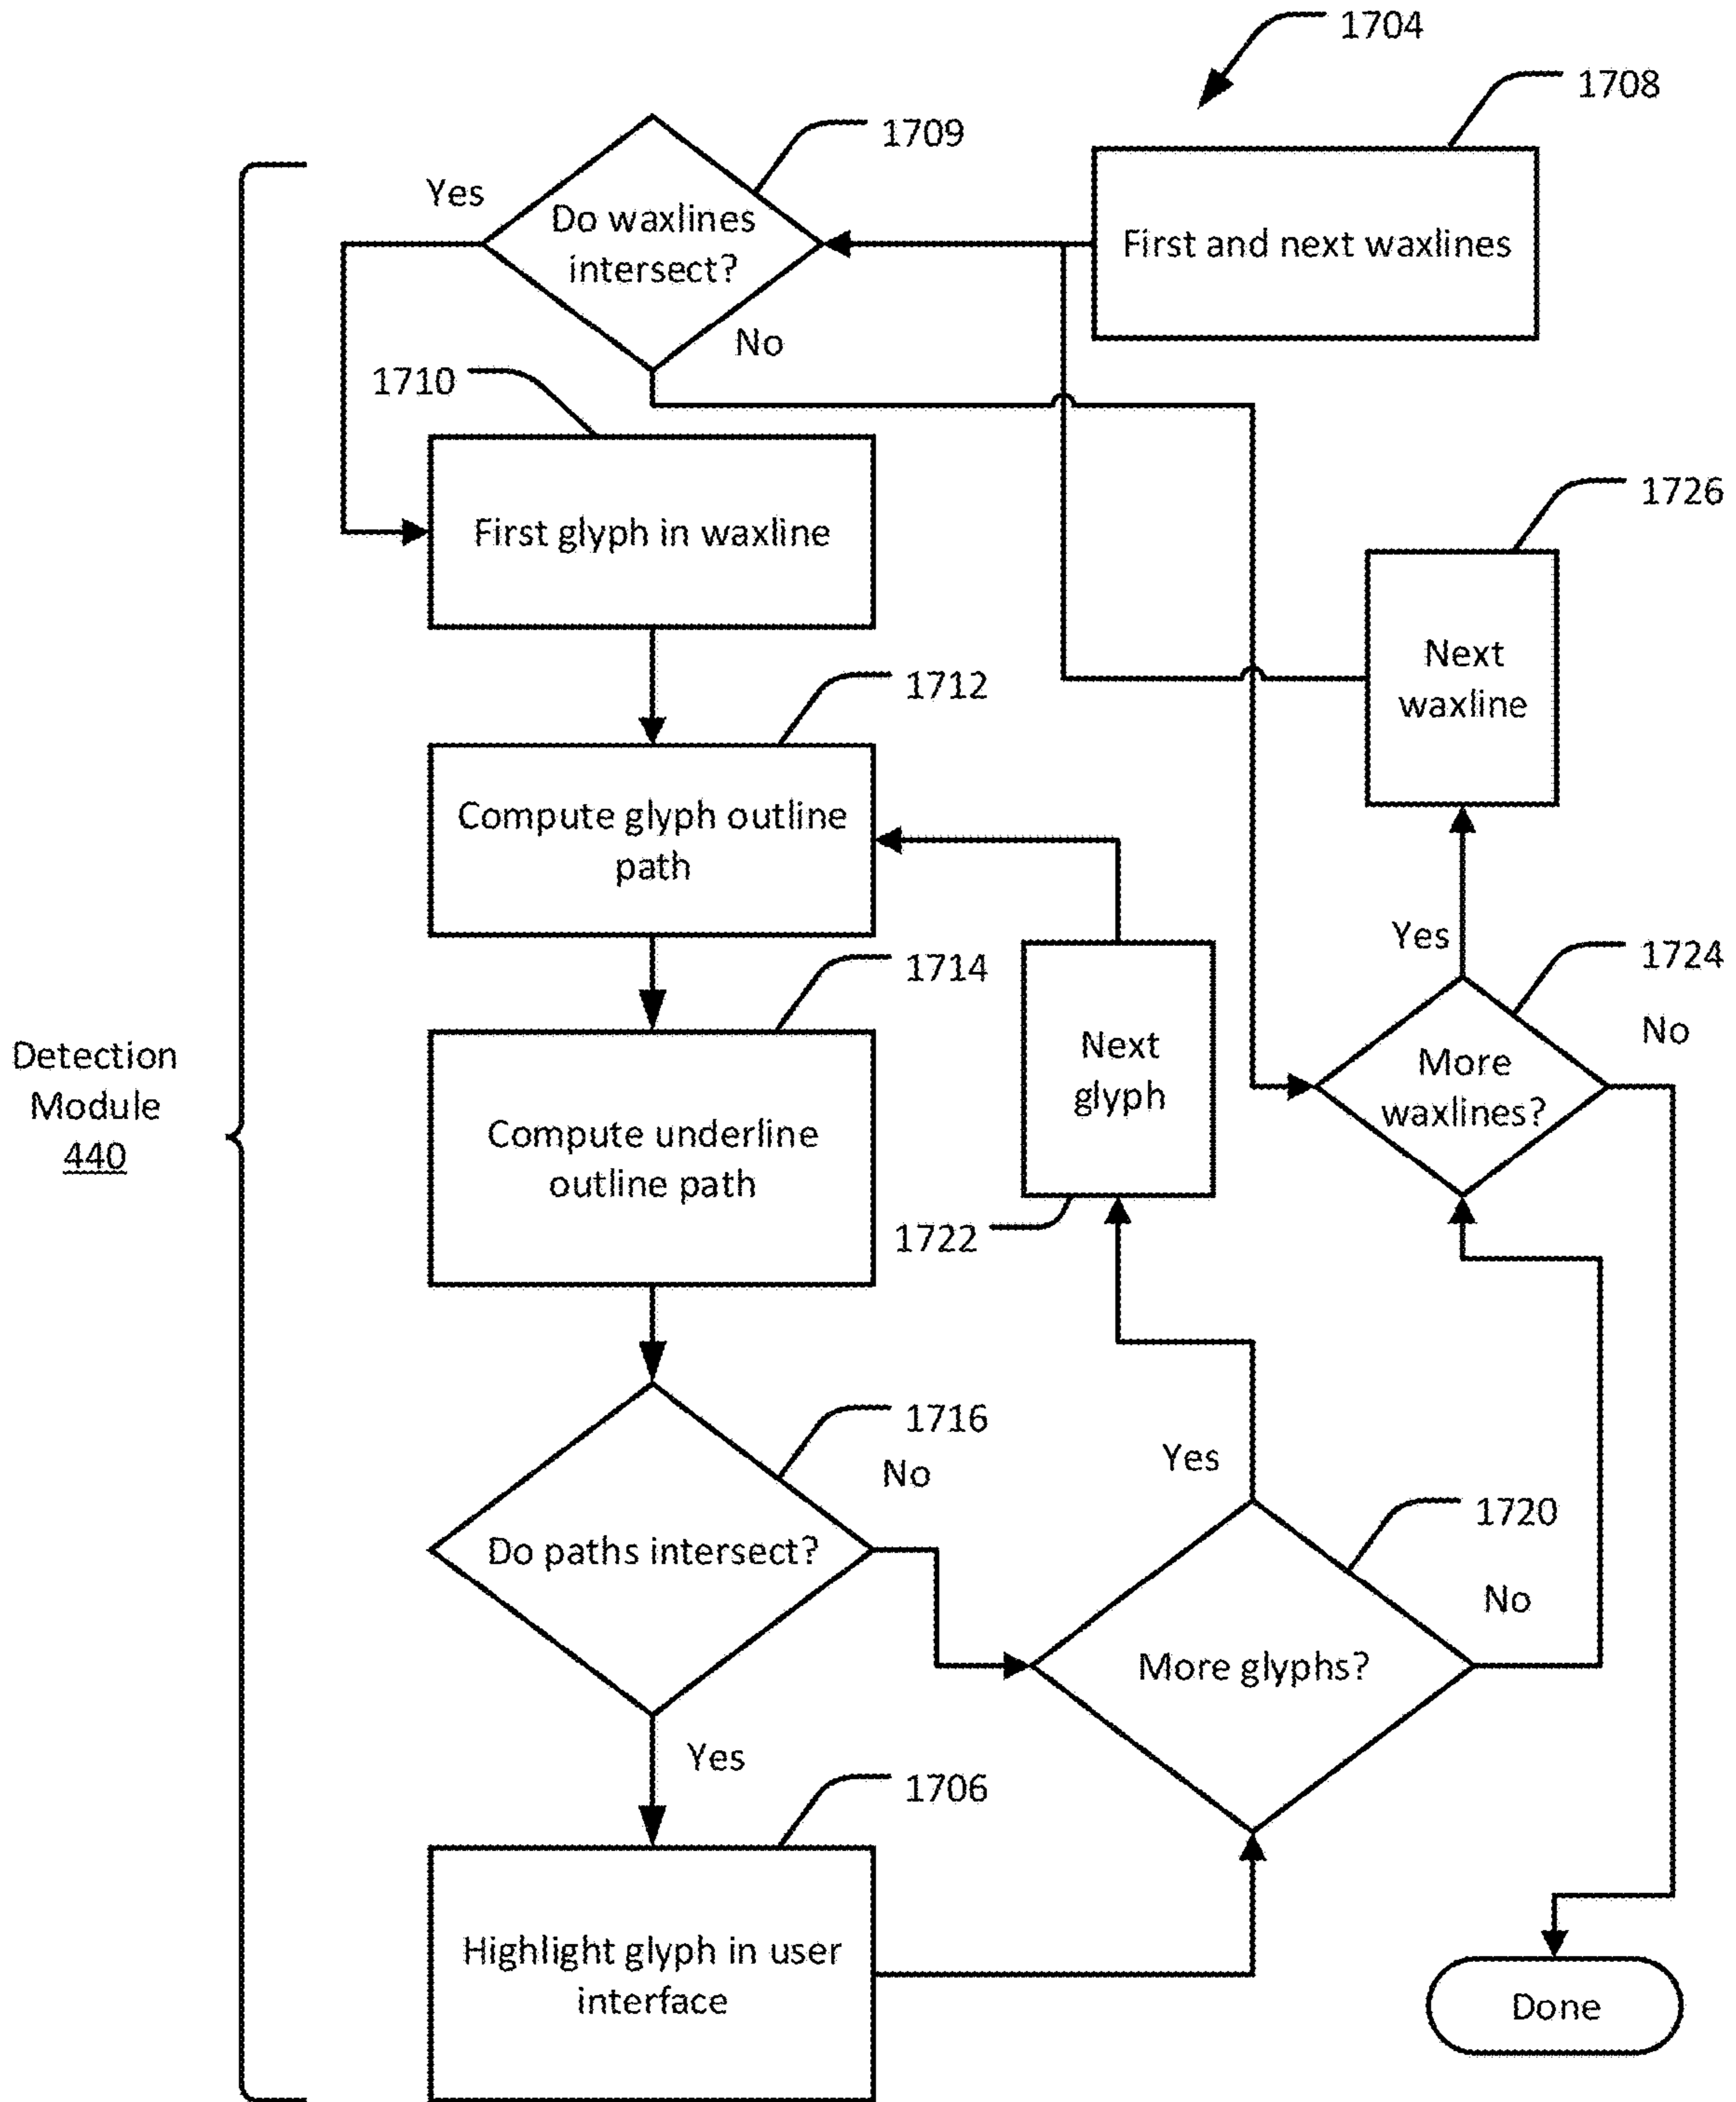 1704
1708
1709
Yes
Do waxlines
intersect?
First and next waxlines
No
1710
1726
First glyph in waxline
Next
waxline
1712
Compute glyph outline
path
Yes
1724
1714
No
Next
glyph
More
waxlines?
Detection
Module
440
Compute underline
outline path
1722
1716
No
Yes
1720
Do paths intersect?
No
More glyphs?
Yes
1706
Highlight glyph in user
interface
Done